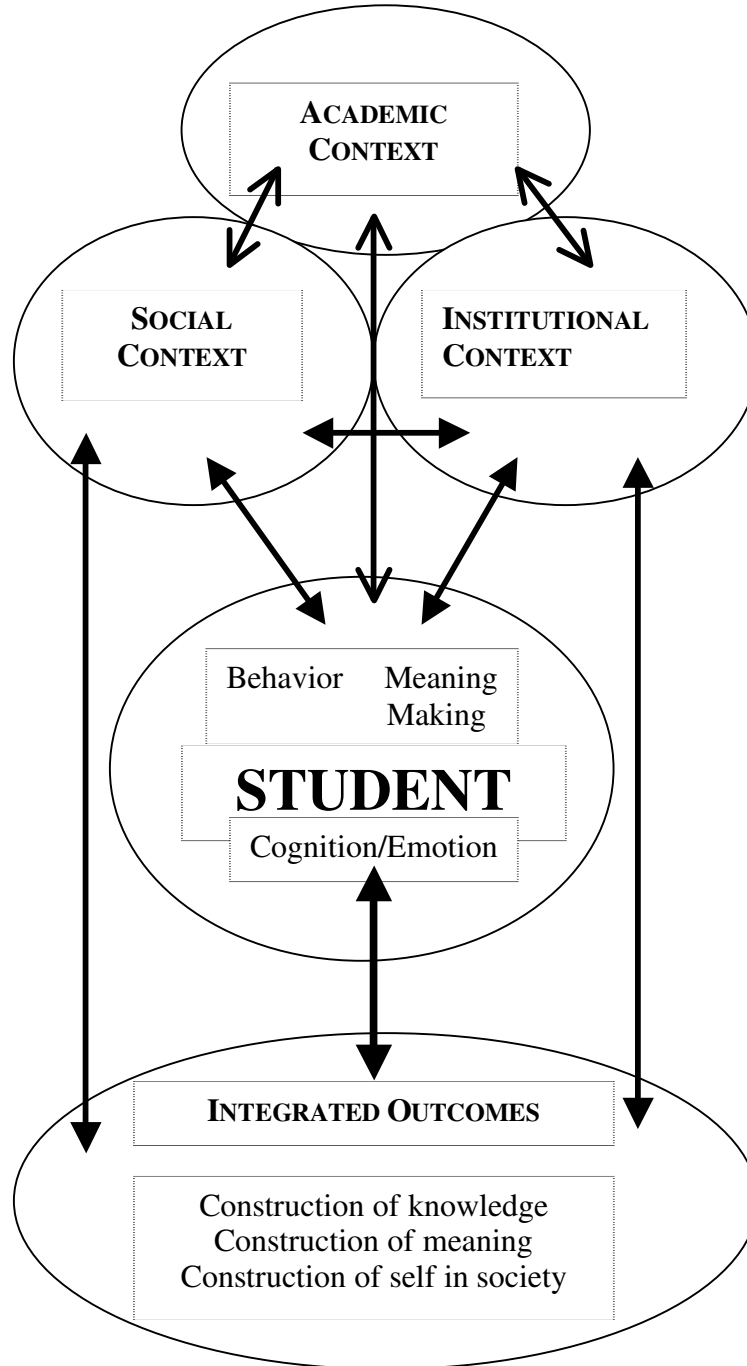 ACADEMIC
CONTEXT
SOCIAL
CONTEXT
INSTITUTIONAL
CONTEXT
Behavior Meaning
Making
STUDENT
Cognition/Emotion
INTEGRATED OUTCOMES
Construction of knowledge
Construction of meaning
Construction of self in society